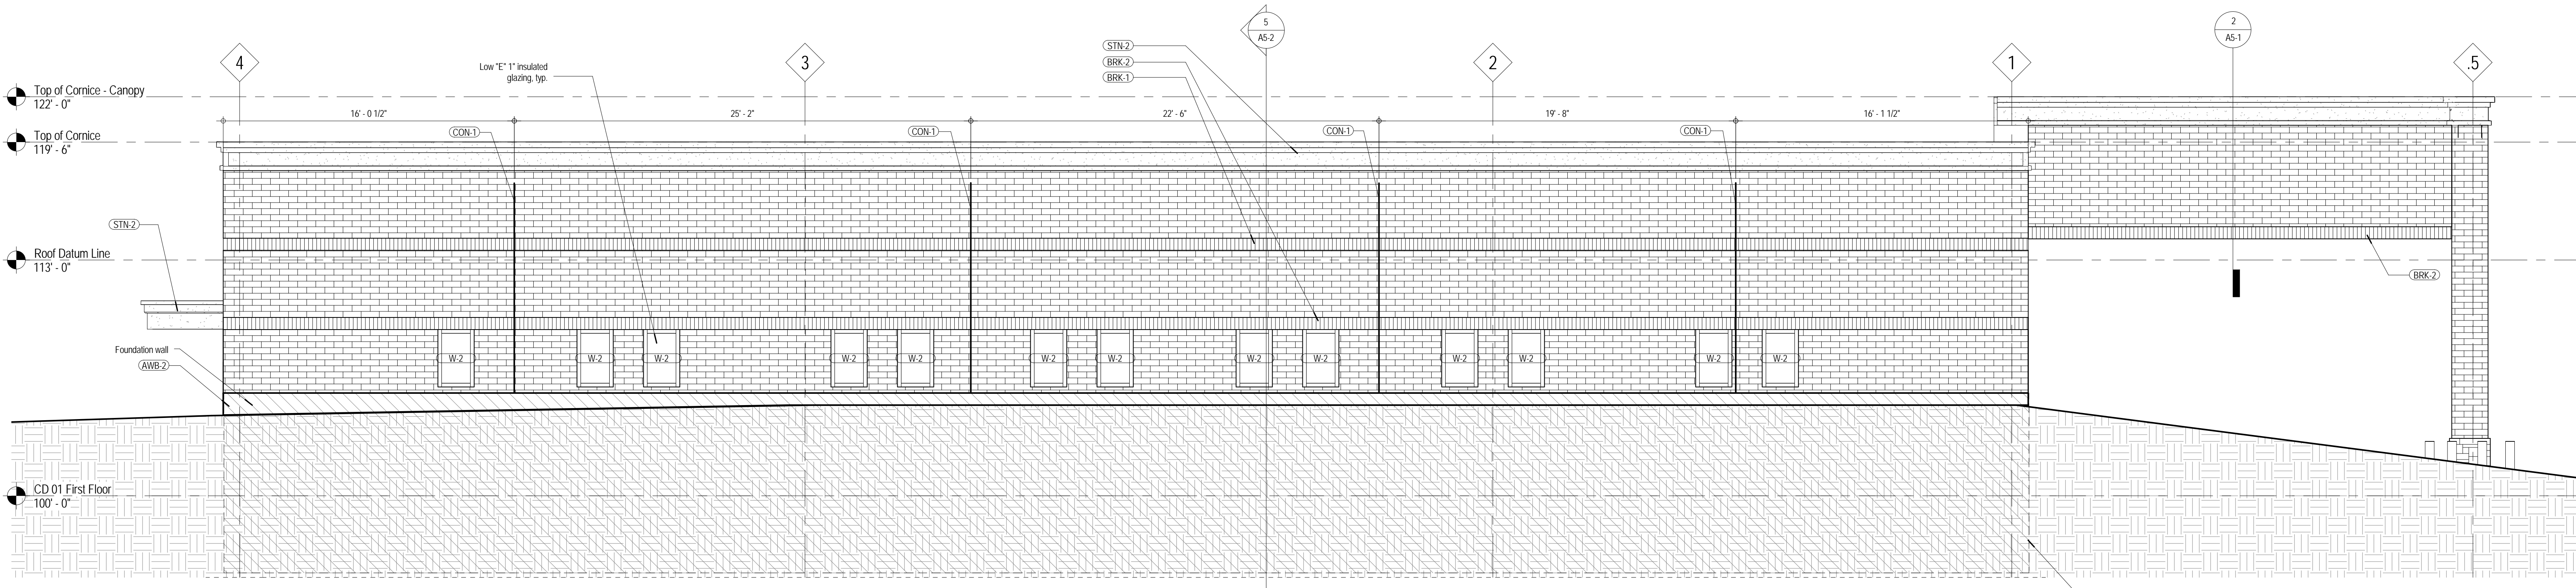 5
A5-2
2
A5-1
4
3
2
1
.5
STN-2
BRK-2
BRK-1
Low "E" 1" insulated
glazing, typ.
Top of Cornice - Canopy
122' - 0"
16' - 0 1/2"
25' - 2"
22' - 6"
19' - 8"
16' - 1 1/2"
CON-1
CON-1
CON-1
CON-1
Top of Cornice
119' - 6"
STN-2
Roof Datum Line
113' - 0"
BRK-2
Foundation wall
AWB-2
W-2
W-2
W-2
W-2
W-2
W-2
W-2
W-2
W-2
W-2
W-2
W-2
W-2
CD 01 First Floor
100' - 0"